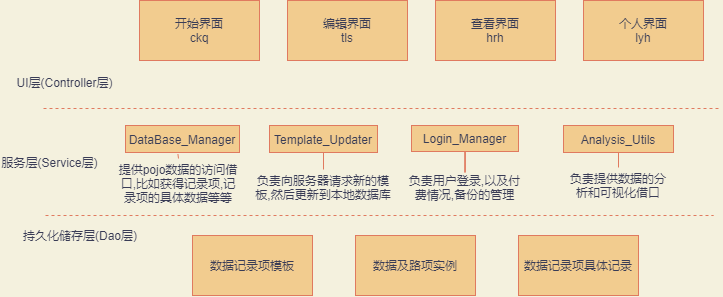 开始界面
ckq
编辑界面
tls
查看界面
hrh
个人界面
lyh
UI层(Controller层)
DataBase_Manager
Template_Updater
Login_Manager
Analysis_Utils
服务层(Service层)
提供pojo数据的访问借
口,比如获得记录项,记
录项的具体数据等等
负责向服务器请求新的模
板,然后更新到本地数据库
负责用户登录,以及付
费情况,备份的管理
负责提供数据的分
析和可视化借口
持久化储存层(Dao层)
数据记录项模板
数据及路项实例
数据记录项具体记录